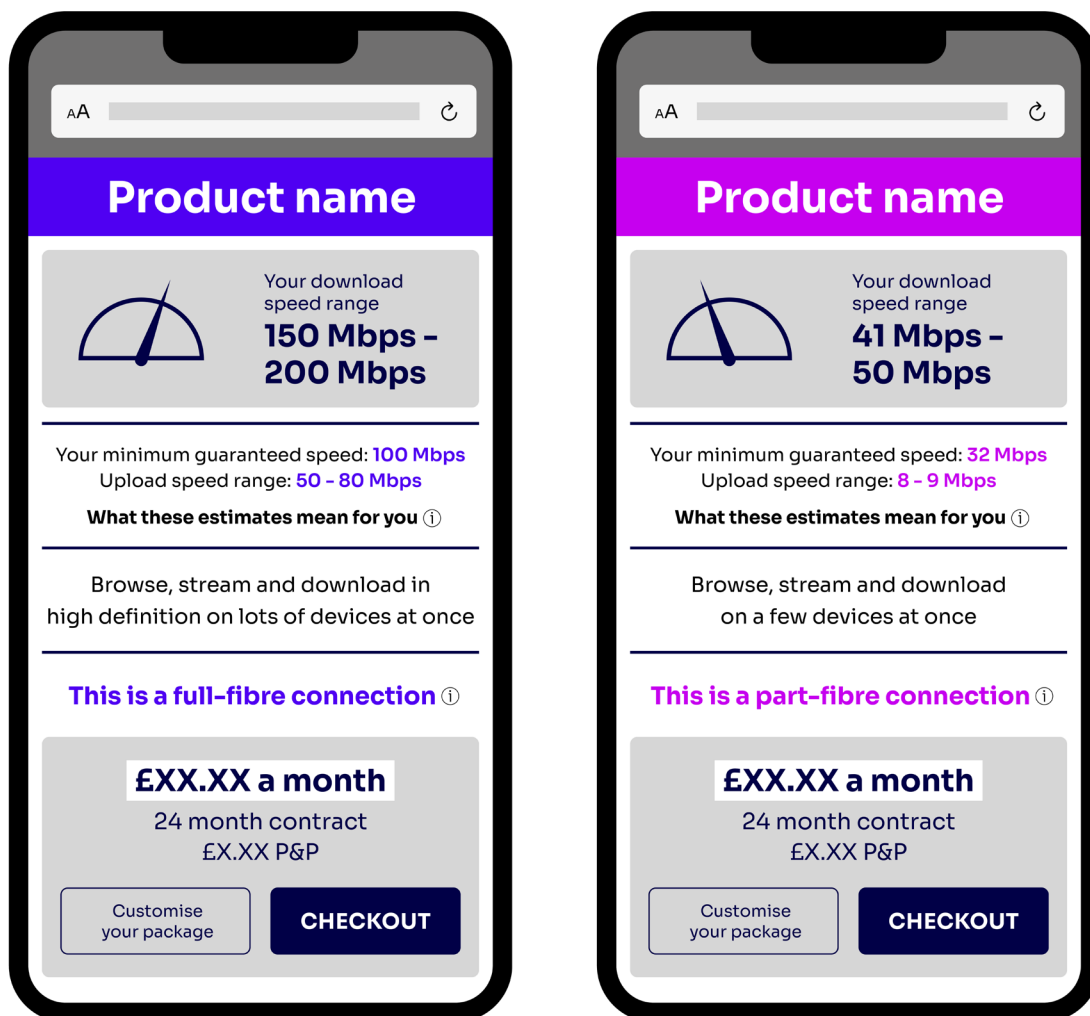 AA
Product name
Your download
speed range
150 Mbps -
200 Mbps
Your minimum guaranteed speed: 100 Mbps
Upload speed range: 50 - 80 Mbps
What these estimates mean for you ⓘ
Browse, stream and download in
high definition on lots of devices at once
This is a full-fibre connection ⓘ
£XX.XX a month
24 month contract
£X.XX P&P
Customise
your package
CHECKOUT
AA
Product name
Your download
speed range
41 Mbps -
50 Mbps
Your minimum guaranteed speed: 32 Mbps
Upload speed range: 8 - 9 Mbps
What these estimates mean for you ⓘ
Browse, stream and download
on a few devices at once
This is a part-fibre connection ⓘ
£XX.XX a month
24 month contract
£X.XX P&P
Customise
your package
CHECKOUT